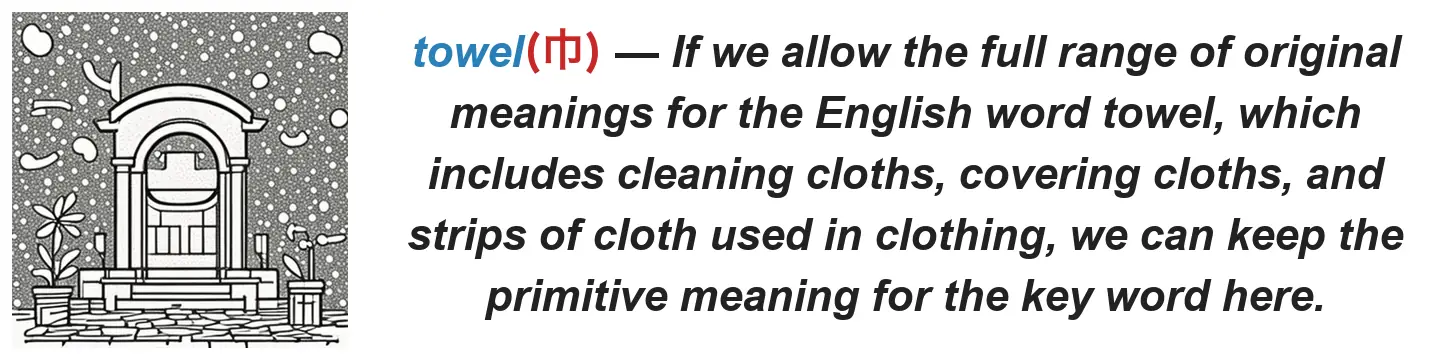 towel(巾) — If we allow the full range of original
meanings for the English word towel, which
includes cleaning cloths, covering cloths, and
strips of cloth used in clothing, we can keep the
primitive meaning for the key word here.